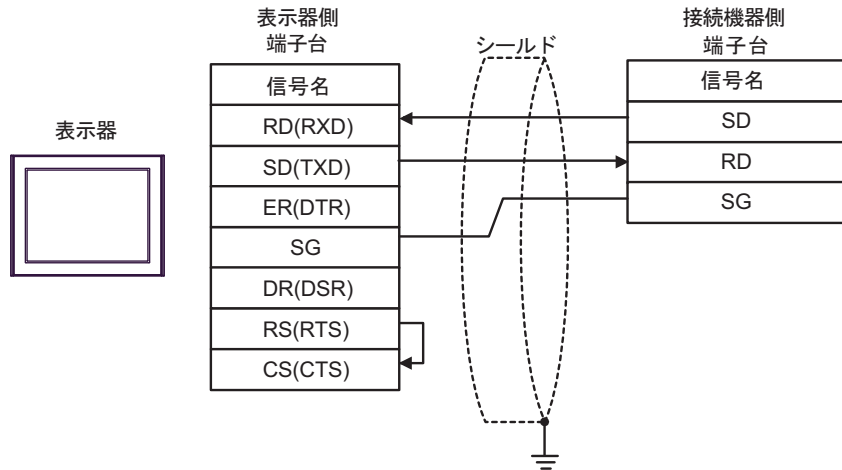 表示器
表示器側
端子台
信号名
RD(RXD)
SD(TXD)
ER(DTR)
SG
DR(DSR)
RS(RTS)
CS(CTS)
シールド
接続機器側
端子台
信号名
SD
RD
SG